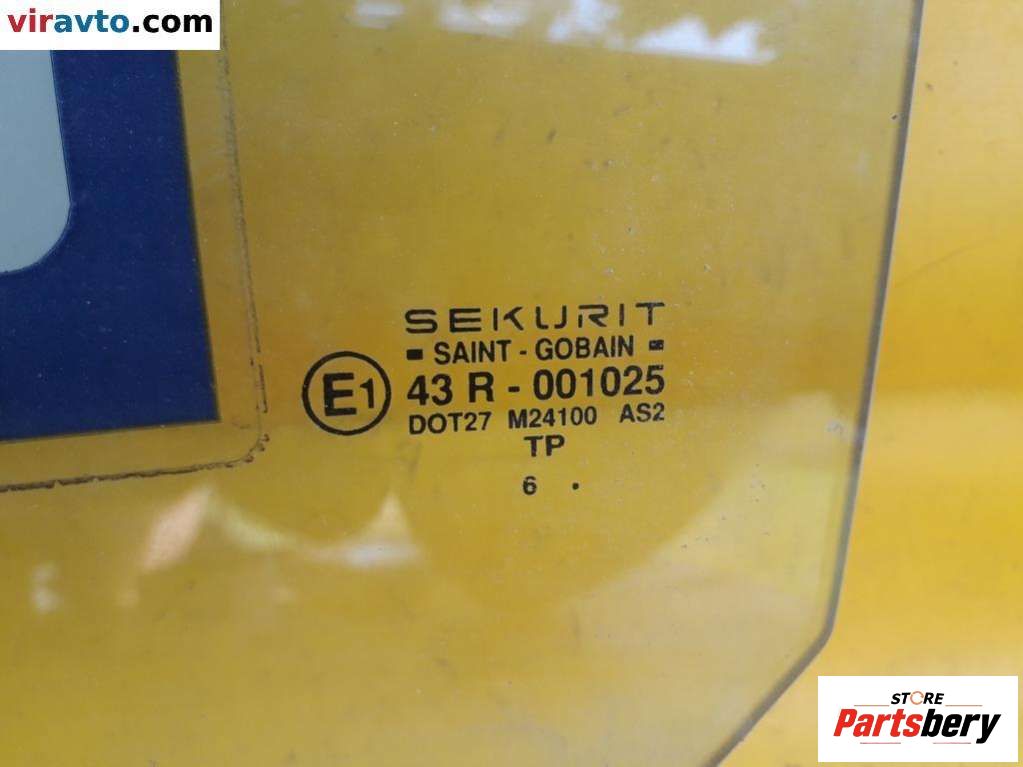 viravto.com
SEKURIT
SAINT - GOBAIN
E1
43 R - 001025
DOT27 M24100 AS2
TP
6 .
STORE
Partsbery